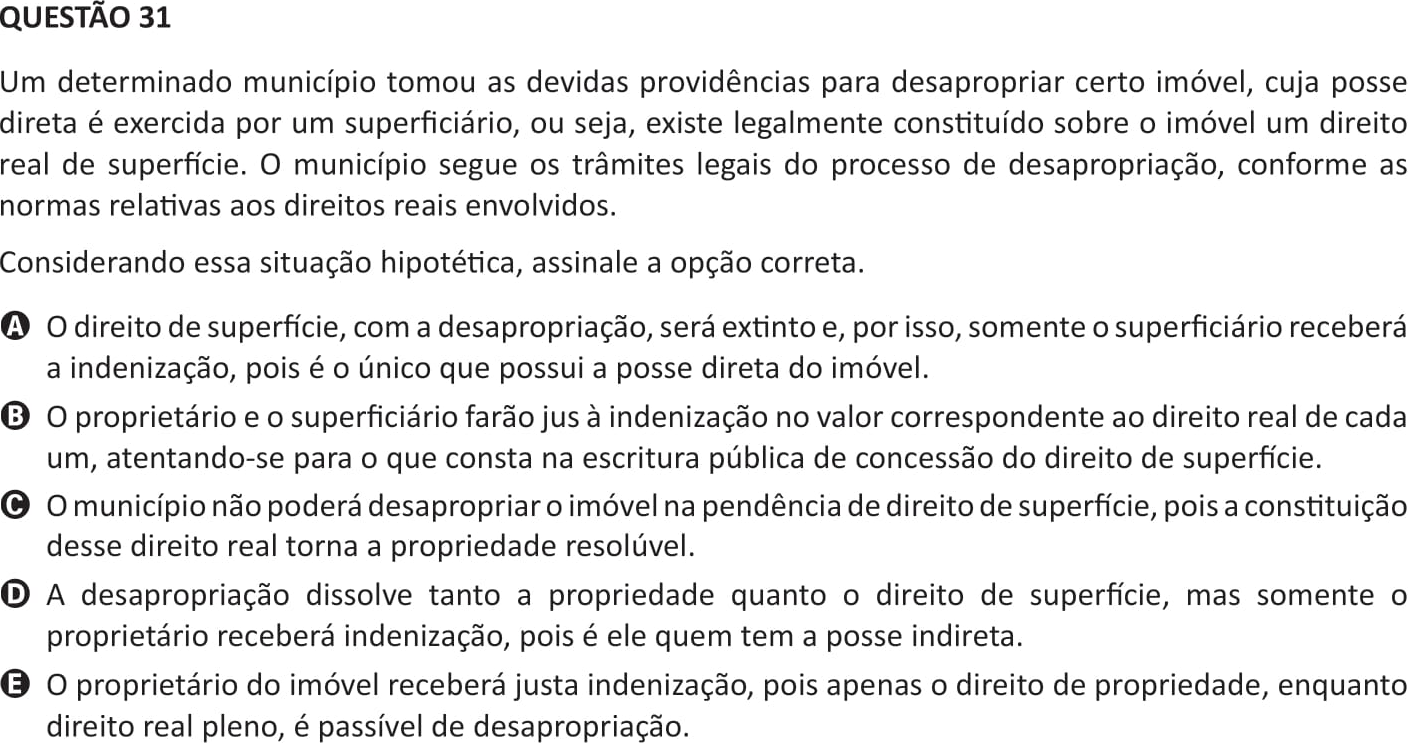 QUESTÃO 31
Um determinado município tomou as devidas providências para desapropriar certo imóvel, cuja posse
direta é exercida por um superficiário, ou seja, existe legalmente constituído sobre o imóvel um direito
real de superfície. O município segue os trâmites legais do processo de desapropriação, conforme as
normas relativas aos direitos reais envolvidos.
Considerando essa situação hipotética, assinale a opção correta.
A O direito de superfície, com a desapropriação, será extinto e, por isso, somente o superficiário receberá
a indenização, pois é o único que possui a posse direta do imóvel.
B O proprietário e o superficiário farão jus à indenização no valor correspondente ao direito real de cada
um, atentando-se para o que consta na escritura pública de concessão do direito de superfície.
C O município não poderá desapropriar o imóvel na pendência de direito de superfície, pois a constituição
desse direito real torna a propriedade resolúvel.
D A desapropriação dissolve tanto a propriedade quanto o direito de superfície, mas somente o
proprietário receberá indenização, pois é ele quem tem a posse indireta.
E O proprietário do imóvel receberá justa indenização, pois apenas o direito de propriedade, enquanto
direito real pleno, é passível de desapropriação.